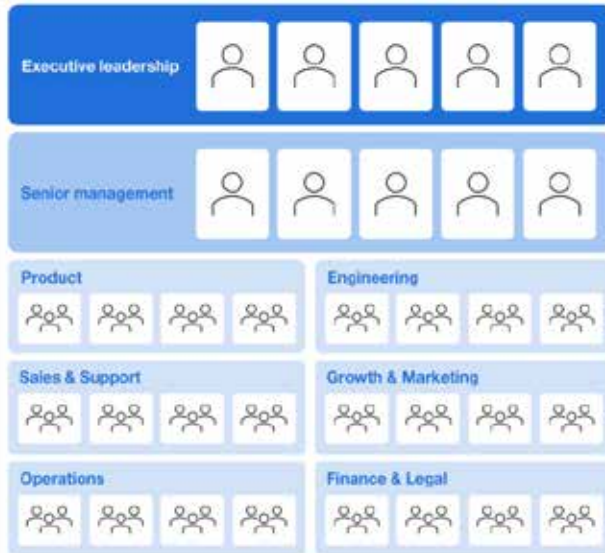 Executive leadership
Senior management
Product
Engineering
Sales & Support
Growth & Marketing
Operations
Finance & Legal